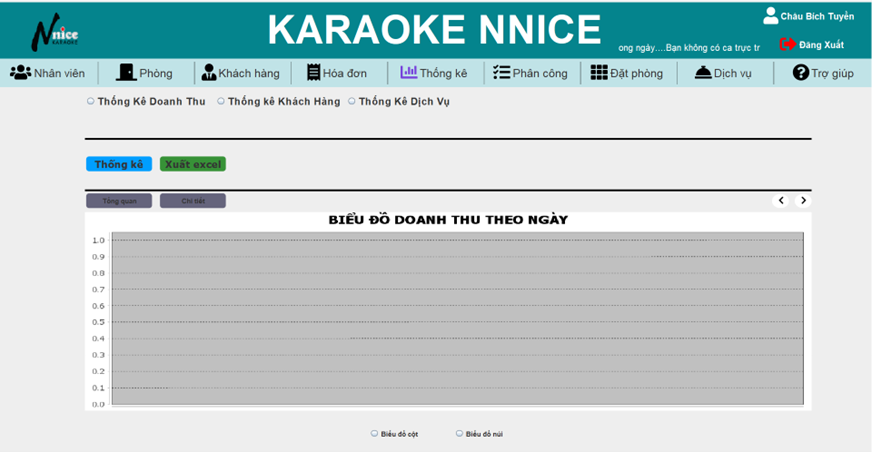 Nnice
KARAOKE
KARAOKE NNICE
Châu Bích Tuyền
ong ngày....Bạn không có ca trực tr
Đăng Xuất
Nhân viên Phòng Khách hàng Hóa đơn Thống kê Phân công Đặt phòng Dịch vụ Trợ giúp
Thống Kê Doanh Thu Thống kê Khách Hàng Thống Kê Dịch Vụ
Thống kê Xuất excel
Tổng quan Chi tiết
BIỂU ĐỒ DOANH THU THEO NGÀY
1.0
0.9
0.8
0.7
0.6
0.5
0.4
0.3
0.2
0.1
0.0
Biểu đồ cột Biểu đồ núi